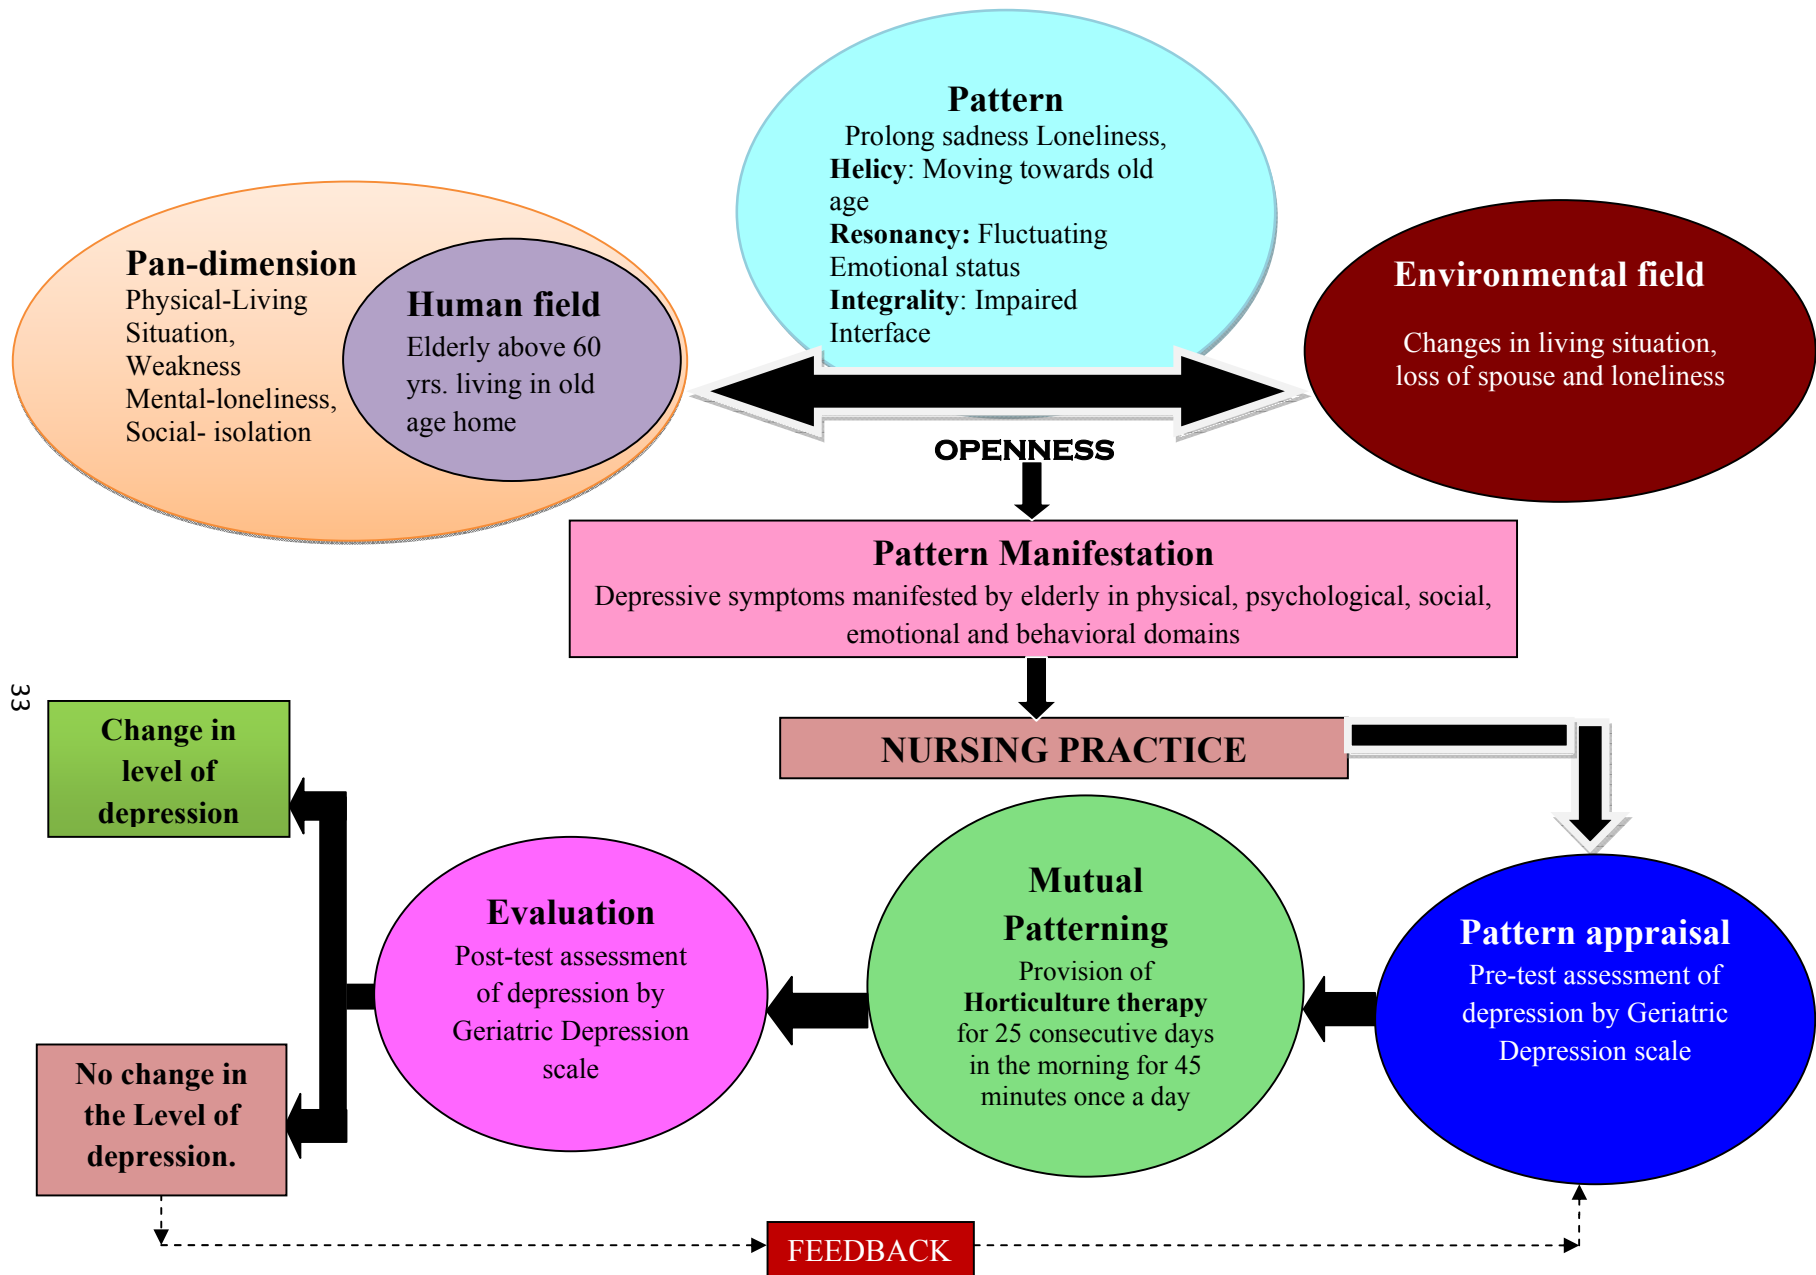 Pattern
Prolong sadness Loneliness,
Helicy: Moving towards old
age
Resonancy: Fluctuating
Emotional status
Integrality: Impaired
Interface
Pan-dimension
Physical-Living
Situation,
Weakness
Mental-loneliness,
Social- isolation
Human field
Elderly above 60
yrs. living in old
age home
Environmental field
Changes in living situation,
loss of spouse and loneliness
OPENNESS
Pattern Manifestation
Depressive symptoms manifested by elderly in physical, psychological, social,
emotional and behavioral domains
NURSING PRACTICE
Pattern appraisal
Pre-test assessment of
depression by Geriatric
Depression scale
Mutual
Patterning
Provision of
Horticulture therapy
for 25 consecutive days
in the morning for 45
minutes once a day
Evaluation
Post-test assessment
of depression by
Geriatric Depression
scale
Change in
level of
depression
No change in
the Level of
depression.
FEEDBACK
33